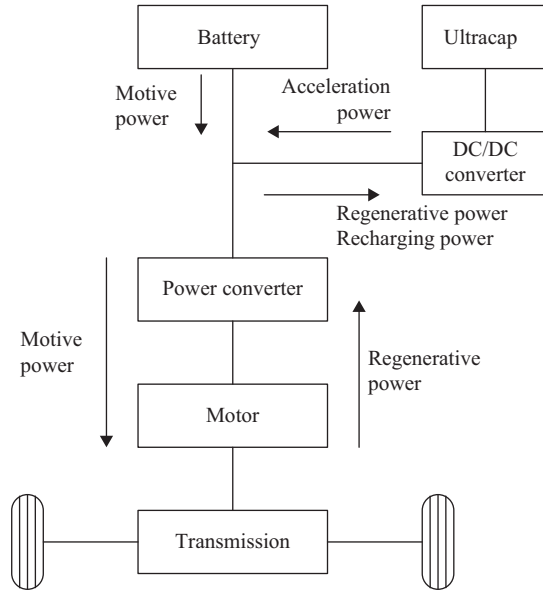 Battery
Ultracap
Motive
power
Acceleration
power
DC/DC
converter
Regenerative power
Recharging power
Power converter
Motive
power
Regenerative
power
Motor
Transmission